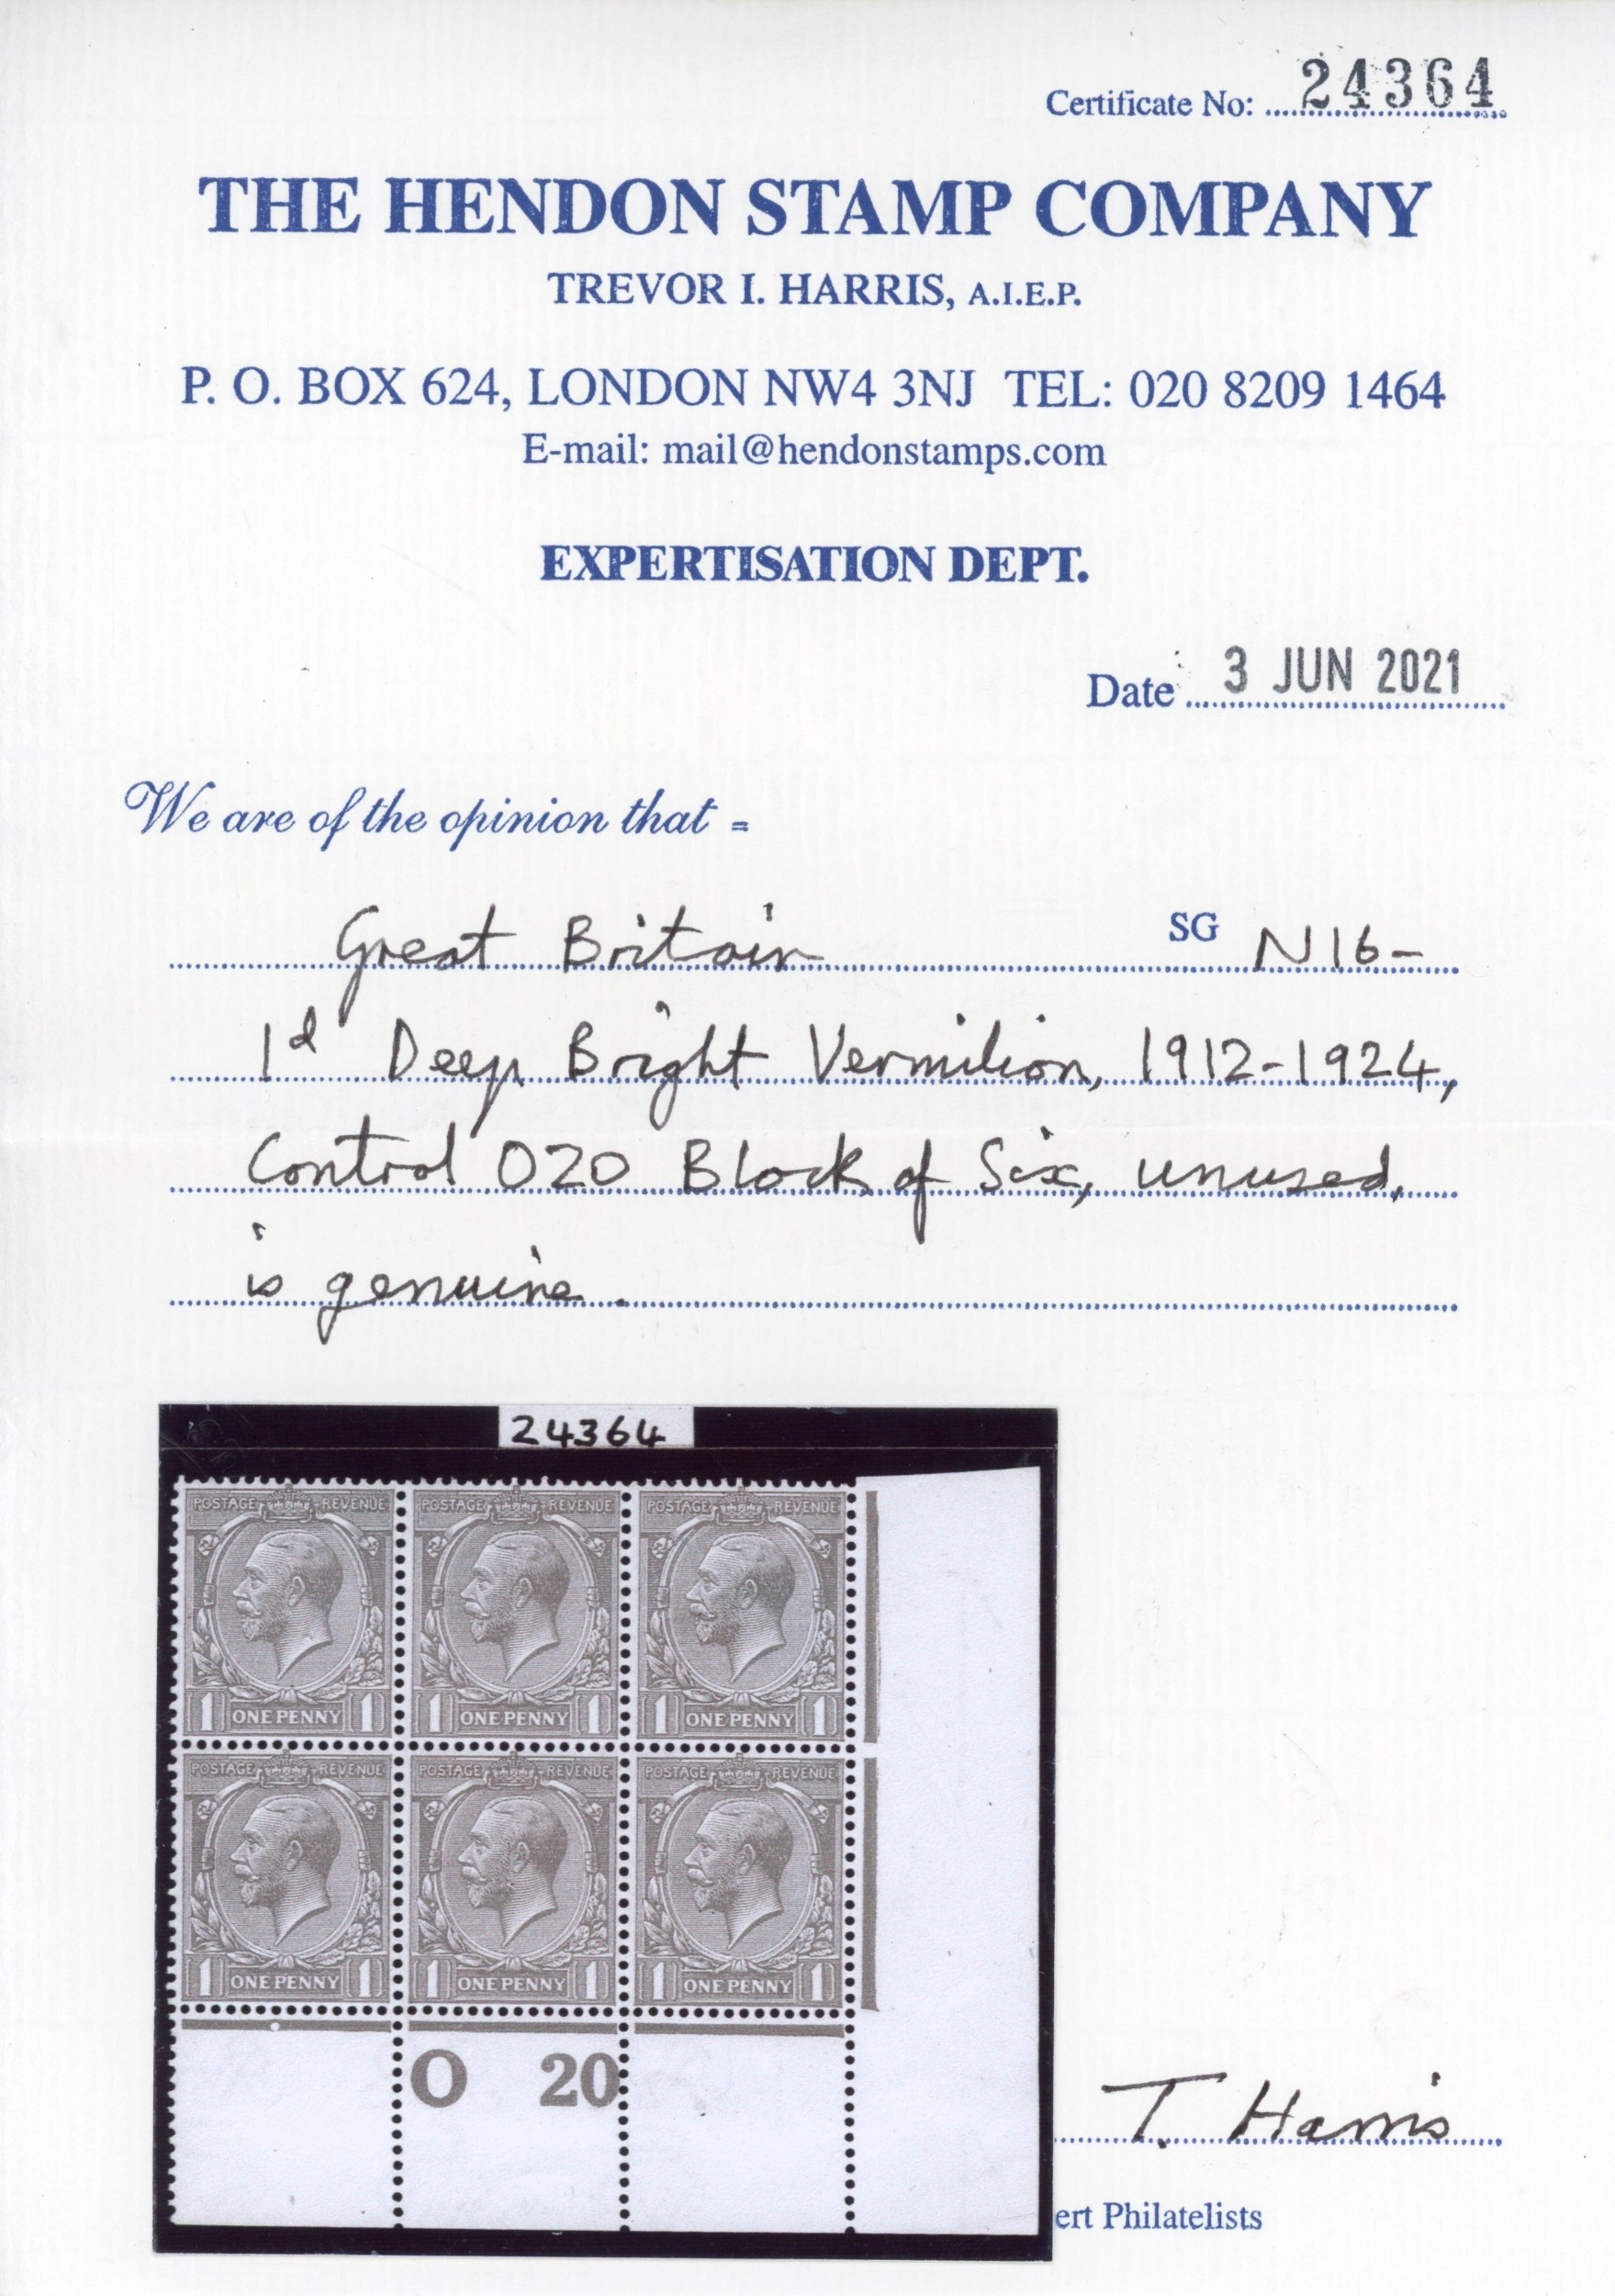 Certificate No: 24364
THE HENDON STAMP COMPANY
TREVOR I. HARRIS, A.I.E.P.
P. O. BOX 624, LONDON NW4 3NJ TEL: 020 8209 1464
E-mail: mail@hendonstamps.com
EXPERTISATION DEPT.
Date 3 JUN 2021
We are of the opinion that =
Great Britain SG N16-
1d Deep Bright Vermilion, 1912-1924,
Control O20 Block of Six, unused,
is genuine.
24364
POSTAGE REVENUE POSTAGE REVENUE POSTAGE REVENUE
1 ONE PENNY 1 1 ONE PENNY 1 1 ONE PENNY 1
POSTAGE REVENUE POSTAGE REVENUE POSTAGE REVENUE
1 ONE PENNY 1 1 ONE PENNY 1 1 ONE PENNY 1
O 20
T. Harris
ert Philatelists